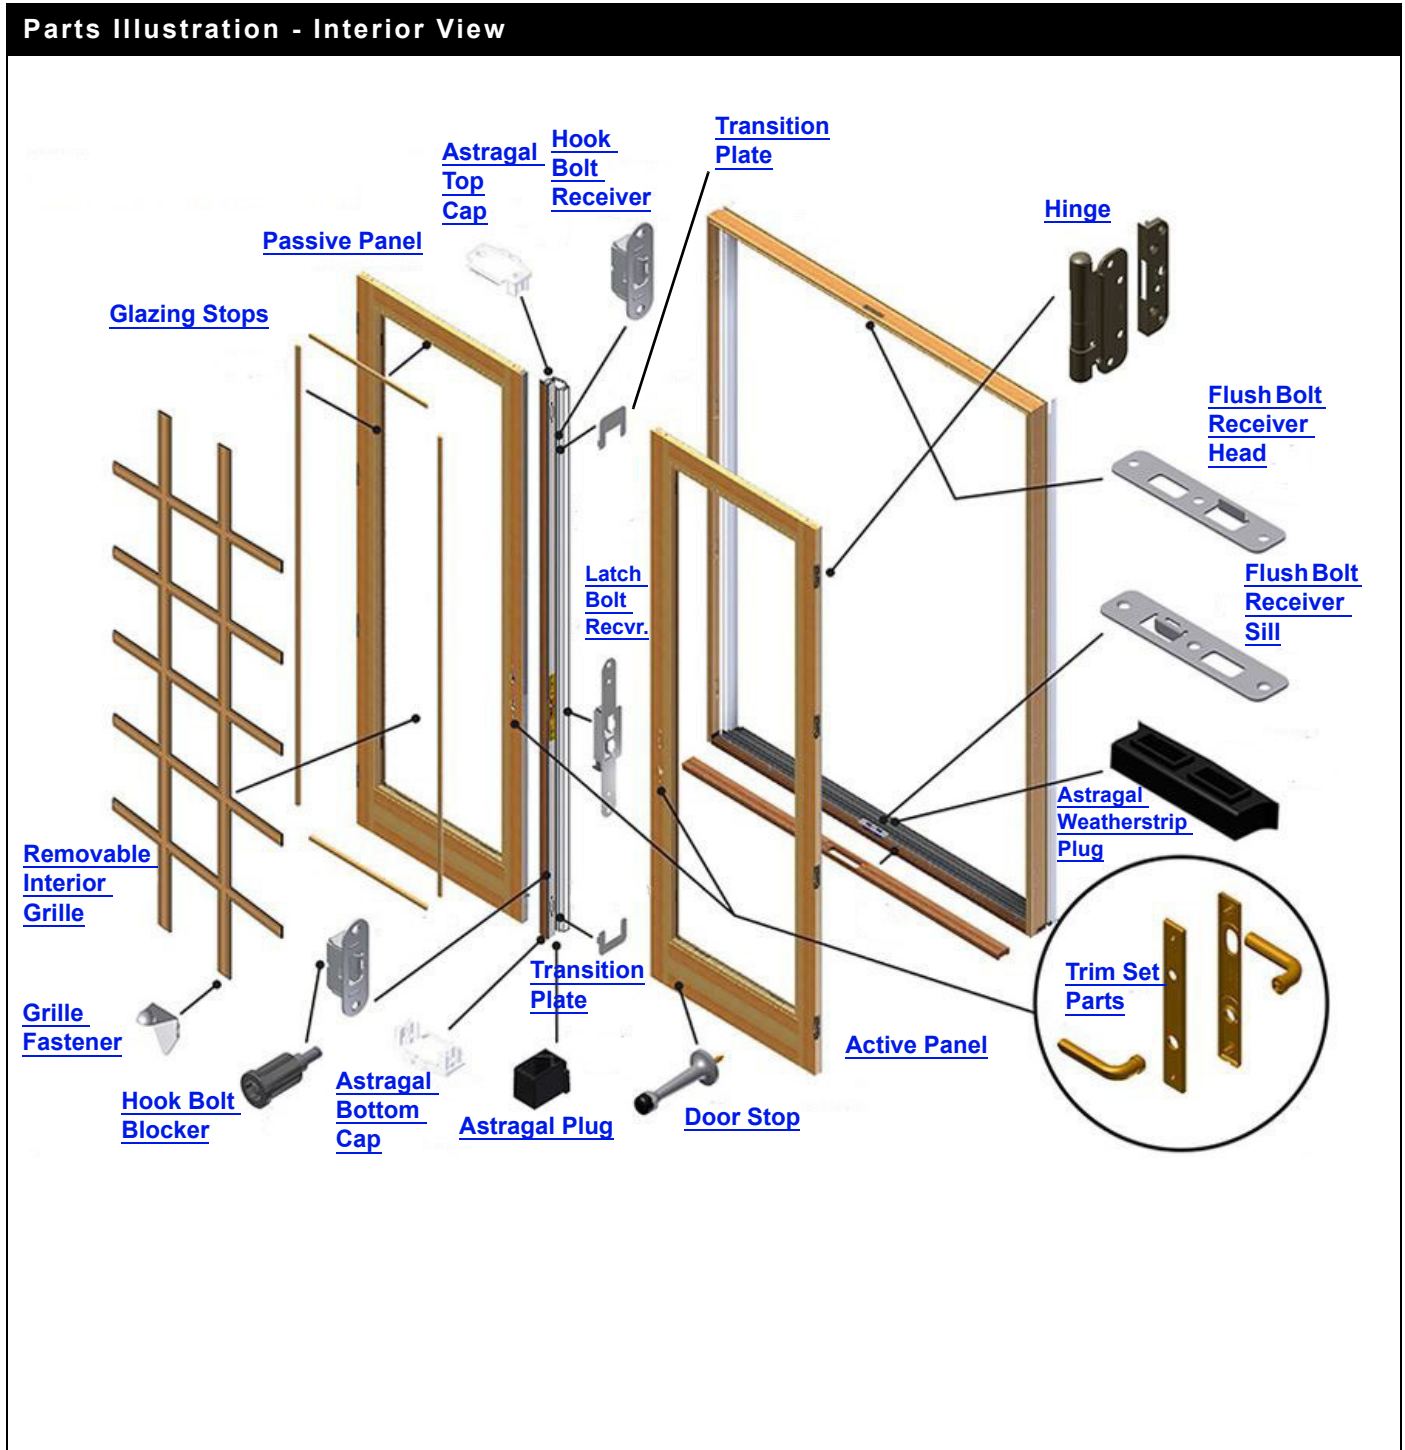 Parts Illustration - Interior View
Transition
Plate
Hook
Bolt
Receiver
Astragal
Top
Cap
Passive Panel
Hinge
Glazing Stops
Flush Bolt
Receiver
Head
Latch
Bolt
Recvr.
Flush Bolt
Receiver
Sill
Astragal
Weatherstrip
Plug
Removable
Interior
Grille
Transition
Plate
Trim Set
Parts
Grille
Fastener
Active Panel
Hook Bolt
Blocker
Astragal
Bottom
Cap
Astragal Plug
Door Stop